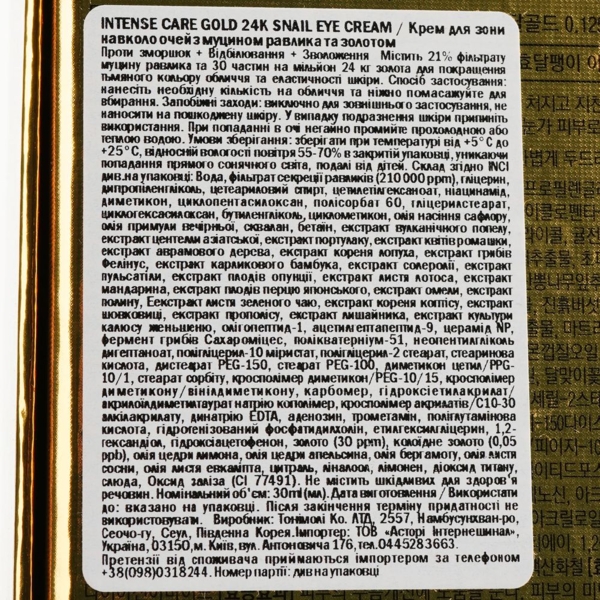 INTENSE CARE GOLD 24K SNAIL EYE CREAM / Крем для зони
навколо очей з муцином равлика та золотом
Проти зморшок + Відбілювання + Зволоження Містить 21% фільтрату
муцину равлика та 30 частин на мільйон 24 кг золота для покращення
тьмяного кольору обличчя та еластичності шкіри. Спосіб застосування:
нанесіть необхідну кількість на обличчя та ніжно помасажуйте для
вбирання. Запобіжні заходи: виключно для зовнішнього застосування, не
наносити на пошкоджену шкіру. У випадку подразнення шкіри припиніть
використання. При попаданні в очі негайно промийте прохолодною або
теплою водою. Умови зберігання: зберігати при температурі від +5°С до
+25°С, відносній вологості повітря 55-70% в закритій упаковці, уникаючи
попадання прямого сонячного світла, подалі від дітей. Склад згідно INCI
див.на упаковці: Вода, фільтрат секреції равликів (210 000 ppm), гліцерин,
дипропіленгліколь, цетеариловий спирт, цетилетілгексаноат, ніацинамід,
диметикон, циклопентасилоксан, полісорбат 60, гліцерилстеарат,
циклогексасилоксан, бутиленгліколь, циклометикон, олія насіння сафлору,
олія примули вечірньої, сквалан, бетаїн, екстракт вулканічного попелу,
екстракт центели азіатської, екстракт портулаку, екстракт квітів ромашки,
екстракт авраамового дерева, екстракт кореня лопуха, екстракт грибів
Фелінус, екстракт карликового бамбука, екстракт солеролії, екстракт
пульсатіли, екстракт плодів опунції, екстракт листя лотоса, екстракт
мандарина, екстракт плодів перцю японського, екстракт омели, екстракт
полину, Еекстракт листя зеленого чаю, екстракт кореня коптісу, екстракт
шовковиці, екстракт прополісу, екстракт лишайника, екстракт культури
калюсу женьшеню, олігопептид-1, ацетилгептапептид-9, церамід NP,
фермент грибів Сахароміцес, полікватерніум-51, неопентилгліколь
дигептаноат, полігліцерил-10 міристат, полігліцерил-2 стеарат, стеаринова
кислота, дистеарат PEG-150, стеарат PEG-100, диметикон цетил/PPG-
10/1, стеарат сорбіту, кросполімер диметикон/PEG-10/15, кросполімер
диметикону/вінідиметикону, карбомер, гідроксіетилакрилат/
акрилоілдиметилтаурат натрію кополімер, кросполімер акрилатів/C10-30
алкілакрилату, динатрію EDTA, аденозин, трометамін, поліглутамінова
кислота, гідрогенізований фосфатидилхолін, етилгексилгліцерин, 1,2-
гександіол, гідроксіацетофенон, золото (30 ppm), колоїдне золото (0,05
ppb), олія цедри лимона, олія цедри апельсина, олія бергамоту, олія листя
сосни, олія листя евкаліпта, цитраль, ліналоол, лімонен, діоксид титану,
слюда, Оксид заліза (CI 77491). Не містить шкідливих для здоров'я
речовин. Номінальний об'єм: 30ml(мл). Дата виготовлення / Використати
до: вказано на упаковці. Після закінчення терміну придатності не
використовувати. Виробник: Тонімолі Ко. ЛТД, 2557, Намбусунхван-ро,
Сеочо-гу, Сеул, Південна Корея.Імпортер: ТОВ «Асторі Інтернешинал»,
Україна, 03150, м. Київ, вул. Антоновича 176, тел.0445283663.
Претензії від споживача приймаються імпортером за телефоном
+38(098)0318244. Номер партії: див на упаковці